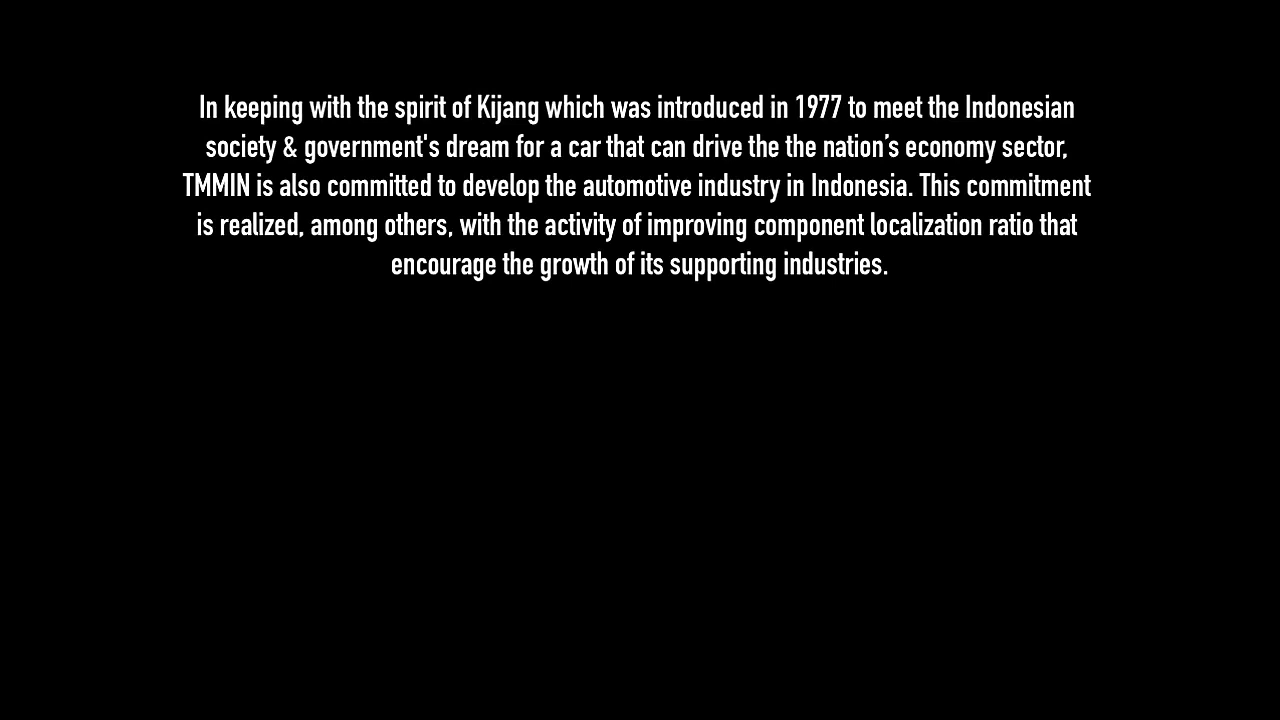 In keeping with the spirit of Kijang which was introduced in 1977 to meet the Indonesian
society & government's dream for a car that can drive the the nation’s economy sector,
TMMIN is also committed to develop the automotive industry in Indonesia. This commitment
is realized, among others, with the activity of improving component localization ratio that
encourage the growth of its supporting industries.